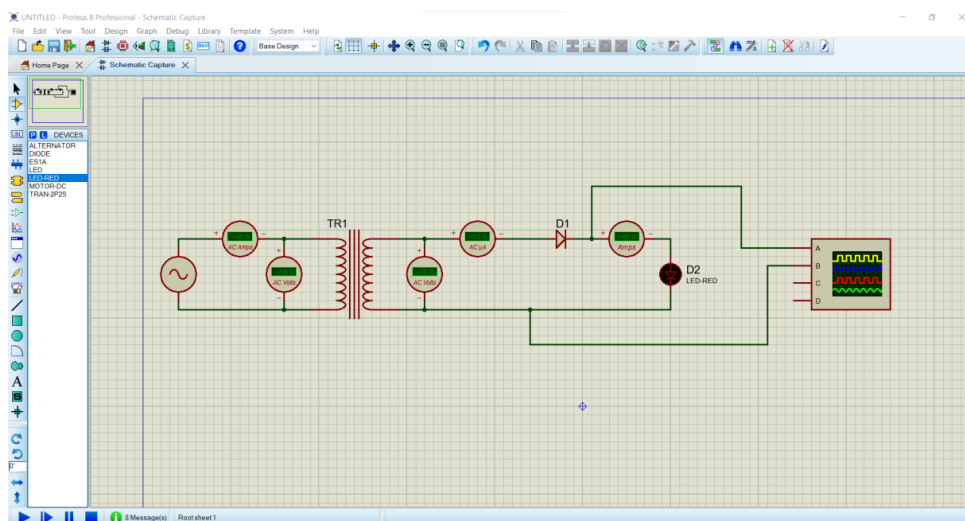 UNTITLED - Proteus 8 Professional - Schematic Capture
File Edit View Tool Design Graph Debug Library Template System Help
Base Design
Home Page
Schematic Capture
P L DEVICES
ALTERNATOR
DIODE
ES1A
LED
LED-RED
MOTOR-DC
TRAN-2P2S
LBL
A
S
0°
TR1
D1
+ −
AC Amps
+ −
AC Volts
+ −
AC µA
+ −
AC Volts
+ −
Amps
D2
LED-RED
A
B
C
D
8 Message(s)
Root sheet 1